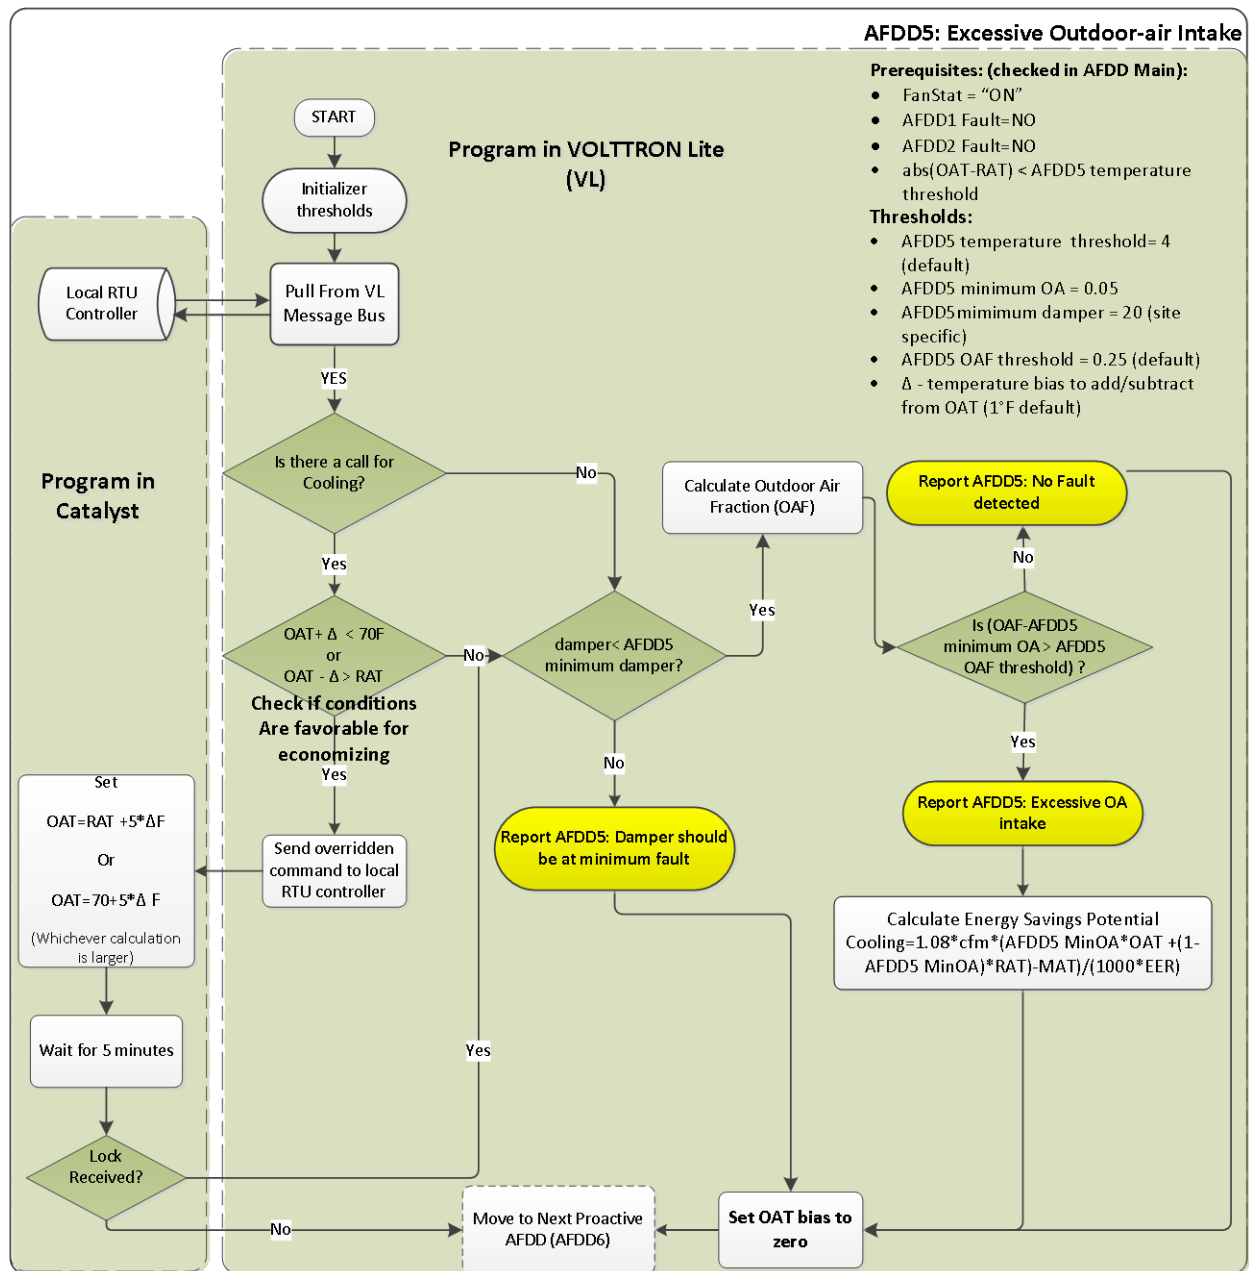 AFDD5: Excessive Outdoor-air Intake
Prerequisites: (checked in AFDD Main):
• FanStat = “ON”
• AFDD1 Fault=NO
• AFDD2 Fault=NO
• abs(OAT-RAT) < AFDD5 temperature
threshold
Thresholds:
• AFDD5 temperature threshold= 4
(default)
• AFDD5 minimum OA = 0.05
• AFDD5 mimimum damper = 20 (site
specific)
• AFDD5 OAF threshold = 0.25 (default)
• Δ - temperature bias to add/subtract
from OAT (1°F default)
Program in VOLTTRON Lite
(VL)
START
Initializer
thresholds
Pull From VL
Message Bus
Local RTU
Controller
YES
Is there a call for
Cooling?
No
Yes
Program in
Catalyst
OAT+ Δ < 70F
or
OAT - Δ > RAT
Check if conditions
Are favorable for
economizing
No
Yes
damper< AFDD5
minimum damper?
Yes
No
Calculate Outdoor Air
Fraction (OAF)
Report AFDD5: No Fault
detected
No
Is (OAF-AFDD5
minimum OA > AFDD5
OAF threshold) ?
Yes
Report AFDD5: Excessive OA
intake
Report AFDD5: Damper should
be at minimum fault
Send overridden
command to local
RTU controller
Set
OAT=RAT +5*ΔF
Or
OAT=70+5*Δ F
(Whichever calculation
is larger)
Calculate Energy Savings Potential
Cooling=1.08*cfm*(AFDD5 MinOA*OAT +(1-
AFDD5 MinOA)*RAT)-MAT)/(1000*EER)
Wait for 5 minutes
Yes
Lock
Received?
No
Move to Next Proactive
AFDD (AFDD6)
Set OAT bias to
zero